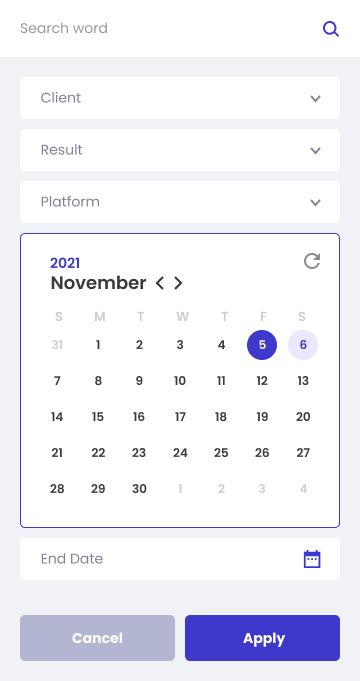 Search word
Client
Result
Platform
2021
November
S M T W T F S
31 1 2 3 4 5 6
7 8 9 10 11 12 13
14 15 16 17 18 19 20
21 22 23 24 25 26 27
28 29 30 1 2 3 4
End Date
Cancel Apply